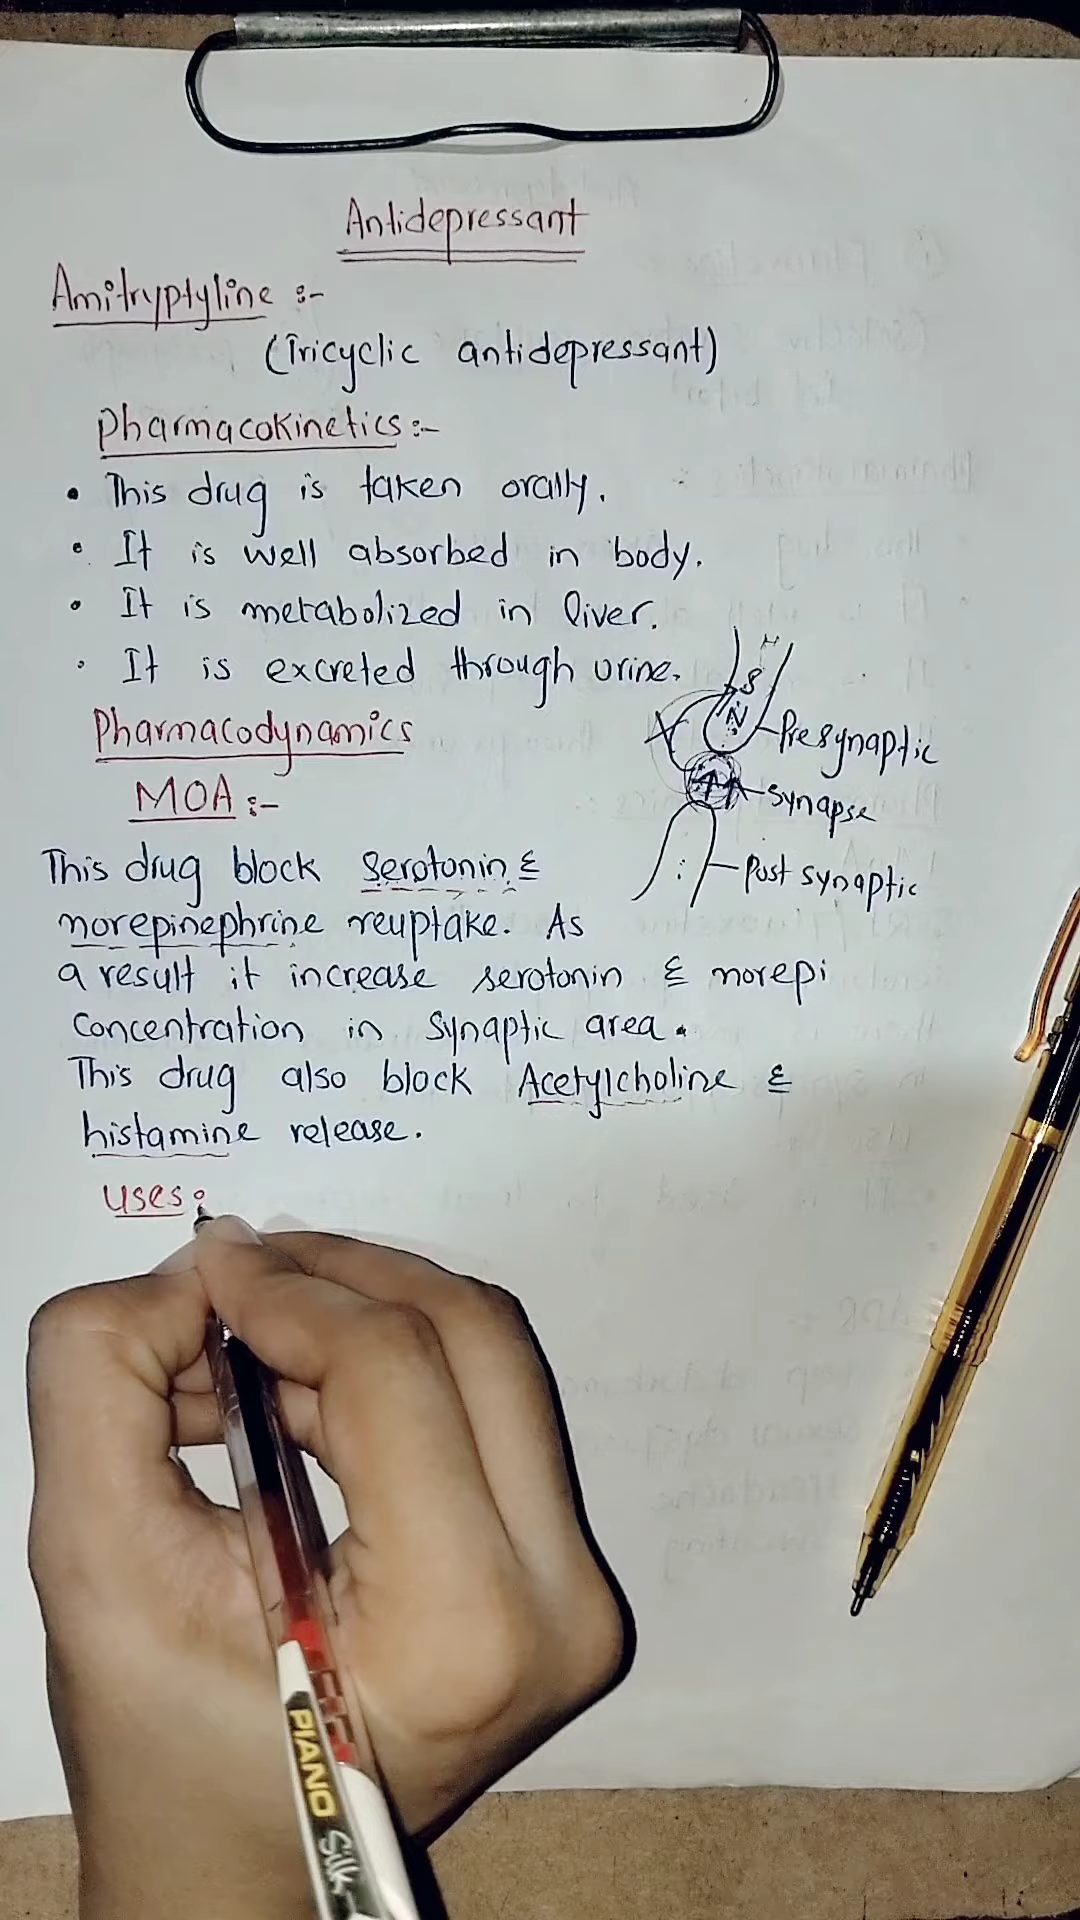 Antidepressant
Amitryptyline :-
(Tricyclic antidepressant)
Pharmacokinetics :-
• This drug is taken orally.
• It is well absorbed in body.
• It is metabolized in liver.
• It is excreted through urine.
Pharmacodynamics
MOA :-
S
N
Presynaptic
synapse
Post synaptic
This drug block serotonin &
norepinephrine reuptake. As
a result it increase serotonin & norepi
concentration in synaptic area.
This drug also block Acetylcholine &
histamine release.
uses:
PIANO Silk